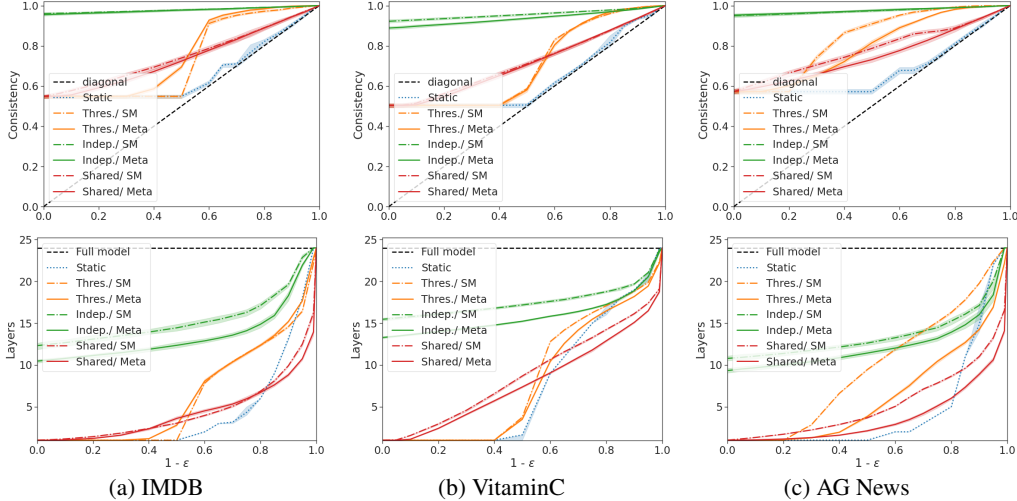 1.0
0.8
0.6
0.4
0.2
0.0
Consistency
diagonal
Static
Thres./ SM
Thres./ Meta
Indep./ SM
Indep./ Meta
Shared/ SM
Shared/ Meta
0.0 0.2 0.4 0.6 0.8 1.0
1.0
0.8
0.6
0.4
0.2
0.0
Consistency
diagonal
Static
Thres./ SM
Thres./ Meta
Indep./ SM
Indep./ Meta
Shared/ SM
Shared/ Meta
0.0 0.2 0.4 0.6 0.8 1.0
1.0
0.8
0.6
0.4
0.2
0.0
Consistency
diagonal
Static
Thres./ SM
Thres./ Meta
Indep./ SM
Indep./ Meta
Shared/ SM
Shared/ Meta
0.0 0.2 0.4 0.6 0.8 1.0
25
20
15
10
5
Layers
Full model
Static
Thres./ SM
Thres./ Meta
Indep./ SM
Indep./ Meta
Shared/ SM
Shared/ Meta
0.0 0.2 0.4 0.6 0.8 1.0
1 - ε
25
20
15
10
5
Layers
Full model
Static
Thres./ SM
Thres./ Meta
Indep./ SM
Indep./ Meta
Shared/ SM
Shared/ Meta
0.0 0.2 0.4 0.6 0.8 1.0
1 - ε
25
20
15
10
5
Layers
Full model
Static
Thres./ SM
Thres./ Meta
Indep./ SM
Indep./ Meta
Shared/ SM
Shared/ Meta
0.0 0.2 0.4 0.6 0.8 1.0
1 - ε
(a) IMDB
(b) VitaminC
(c) AG News